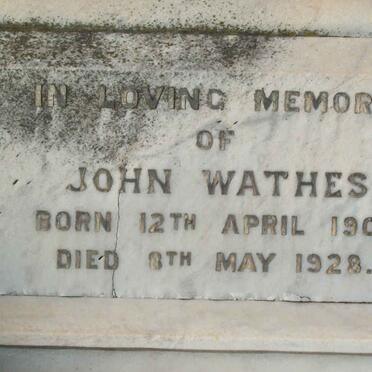 IN LOVING MEMOR
OF
JOHN WATHES
BORN 12TH APRIL 190
DIED 8TH MAY 1928.